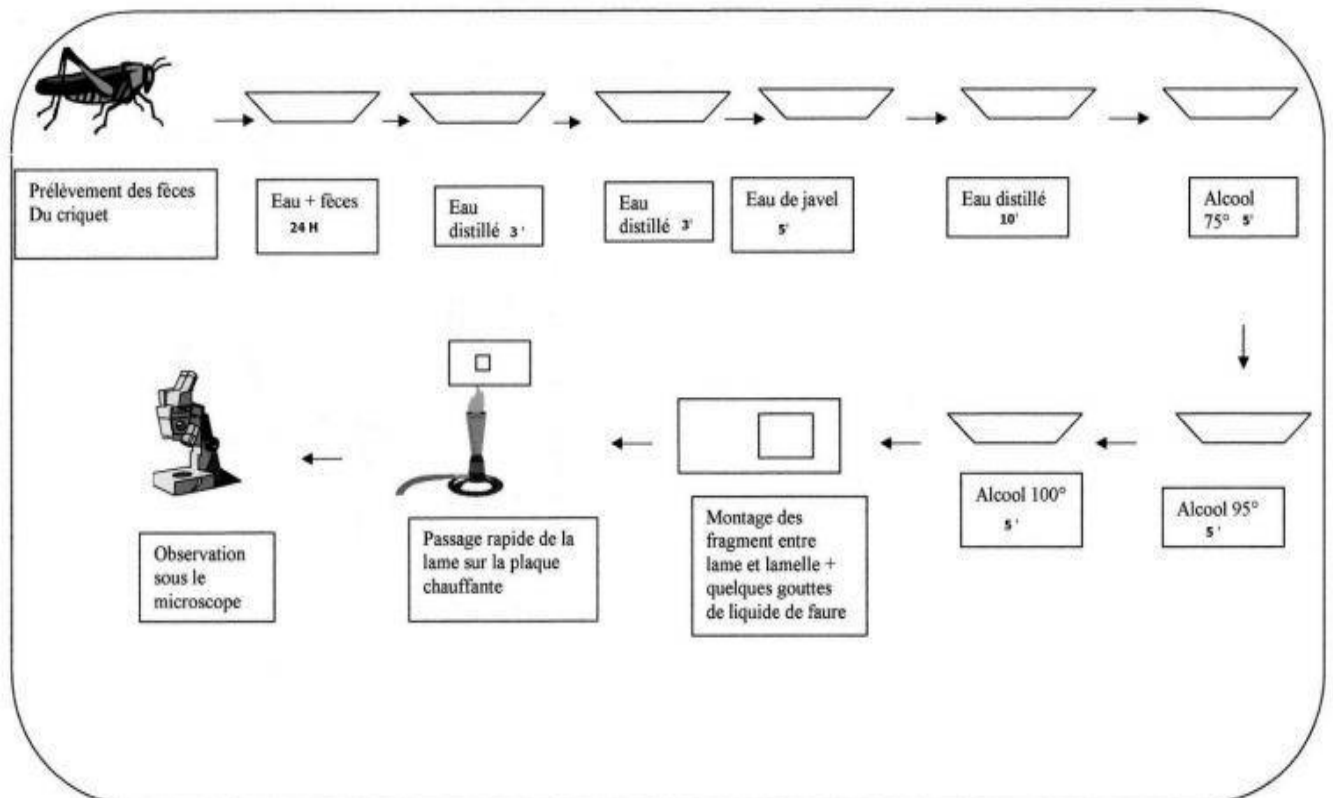 Prélèvement des fèces
Du criquet
Eau + fèces
24 H
Eau
distillé 3 '
Eau
distillé 3'
Eau de javel
5'
Eau distillé
10'
Alcool
75° 5'
Alcool 95°
5 '
Alcool 100°
5 '
Montage des
fragment entre
lame et lamelle +
quelques gouttes
de liquide de faure
Passage rapide de la
lame sur la plaque
chauffante
Observation
sous le
microscope